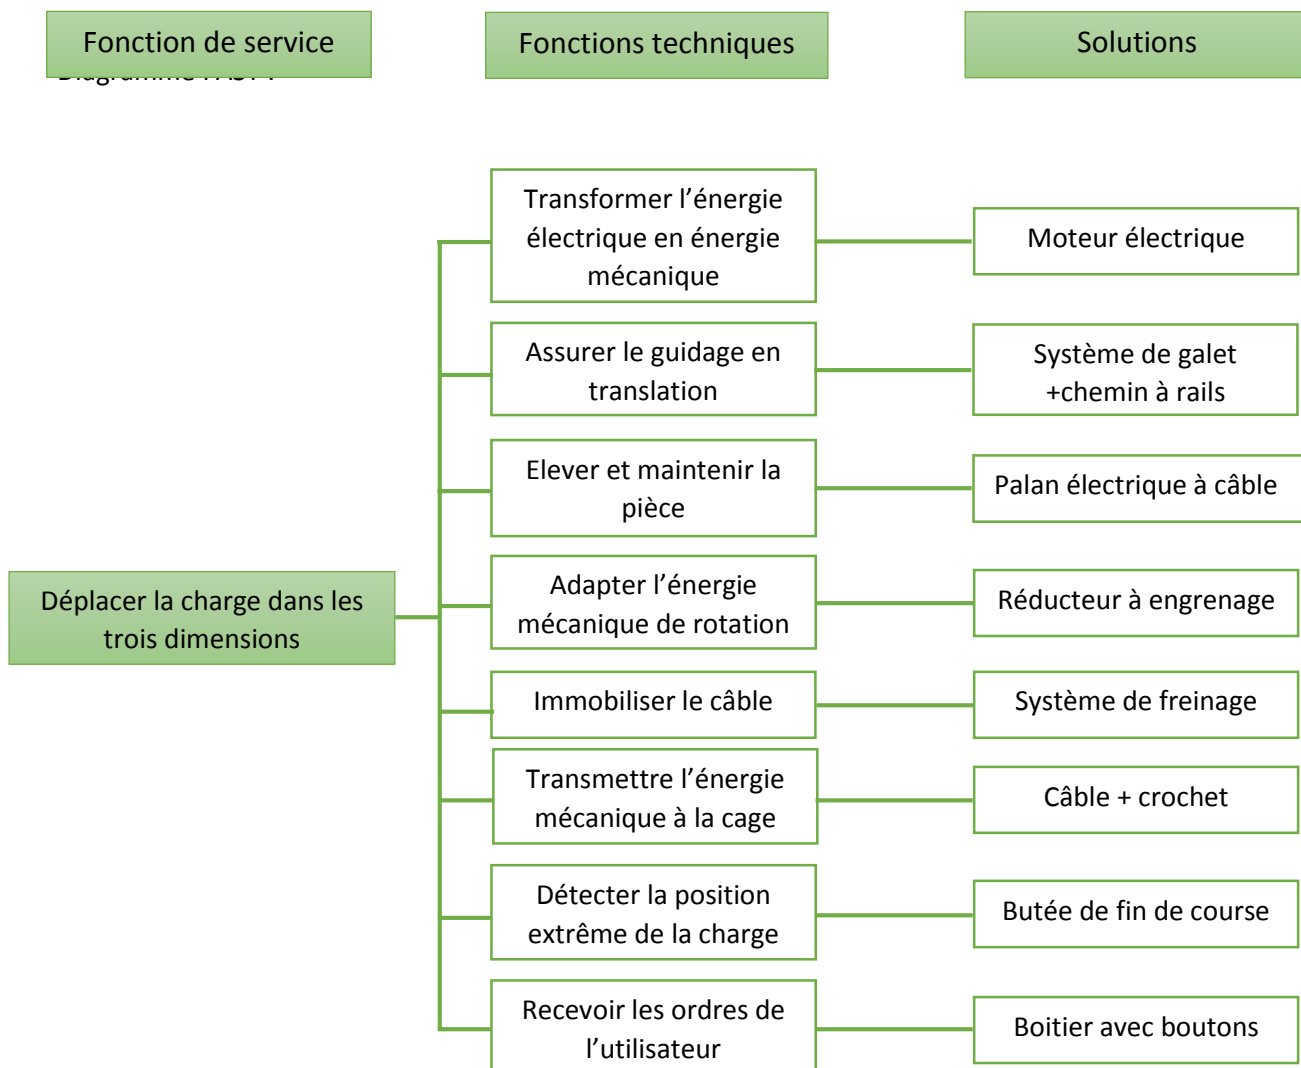 Fonction de service
Fonctions techniques
Solutions
Transformer l’énergie
électrique en énergie
mécanique
Moteur électrique
Assurer le guidage en
translation
Système de galet
+chemin à rails
Elever et maintenir la
pièce
Palan électrique à câble
Déplacer la charge dans les
trois dimensions
Adapter l’énergie
mécanique de rotation
Réducteur à engrenage
Immobiliser le câble
Système de freinage
Transmettre l’énergie
mécanique à la cage
Câble + crochet
Détecter la position
extrême de la charge
Butée de fin de course
Recevoir les ordres de
l’utilisateur
Boitier avec boutons